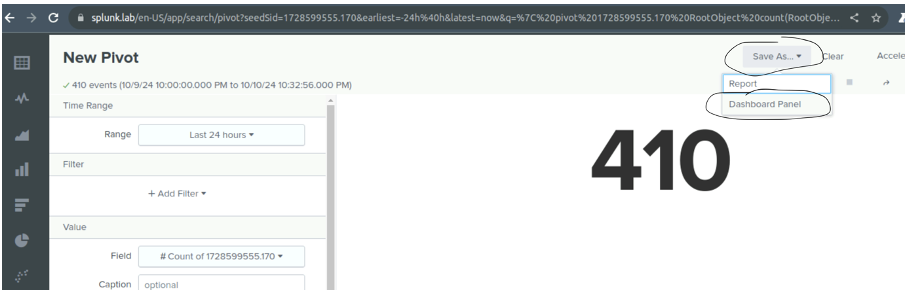 splunk.lab/en-US/app/search/pivot?seedSid=1728599555.170&earliest=-24h%40h&latest=now&q=%7C%20pivot%201728599555.170%20RootObject%20count(RootObje...
New Pivot
Save As...
Clear
Accele
410 events (10/9/24 10:00:00.000 PM to 10/10/24 10:32:56.000 PM)
Report
Dashboard Panel
Time Range
Range
Last 24 hours
410
Filter
+ Add Filter
Value
Field
# Count of 1728599555.170
Caption
optional